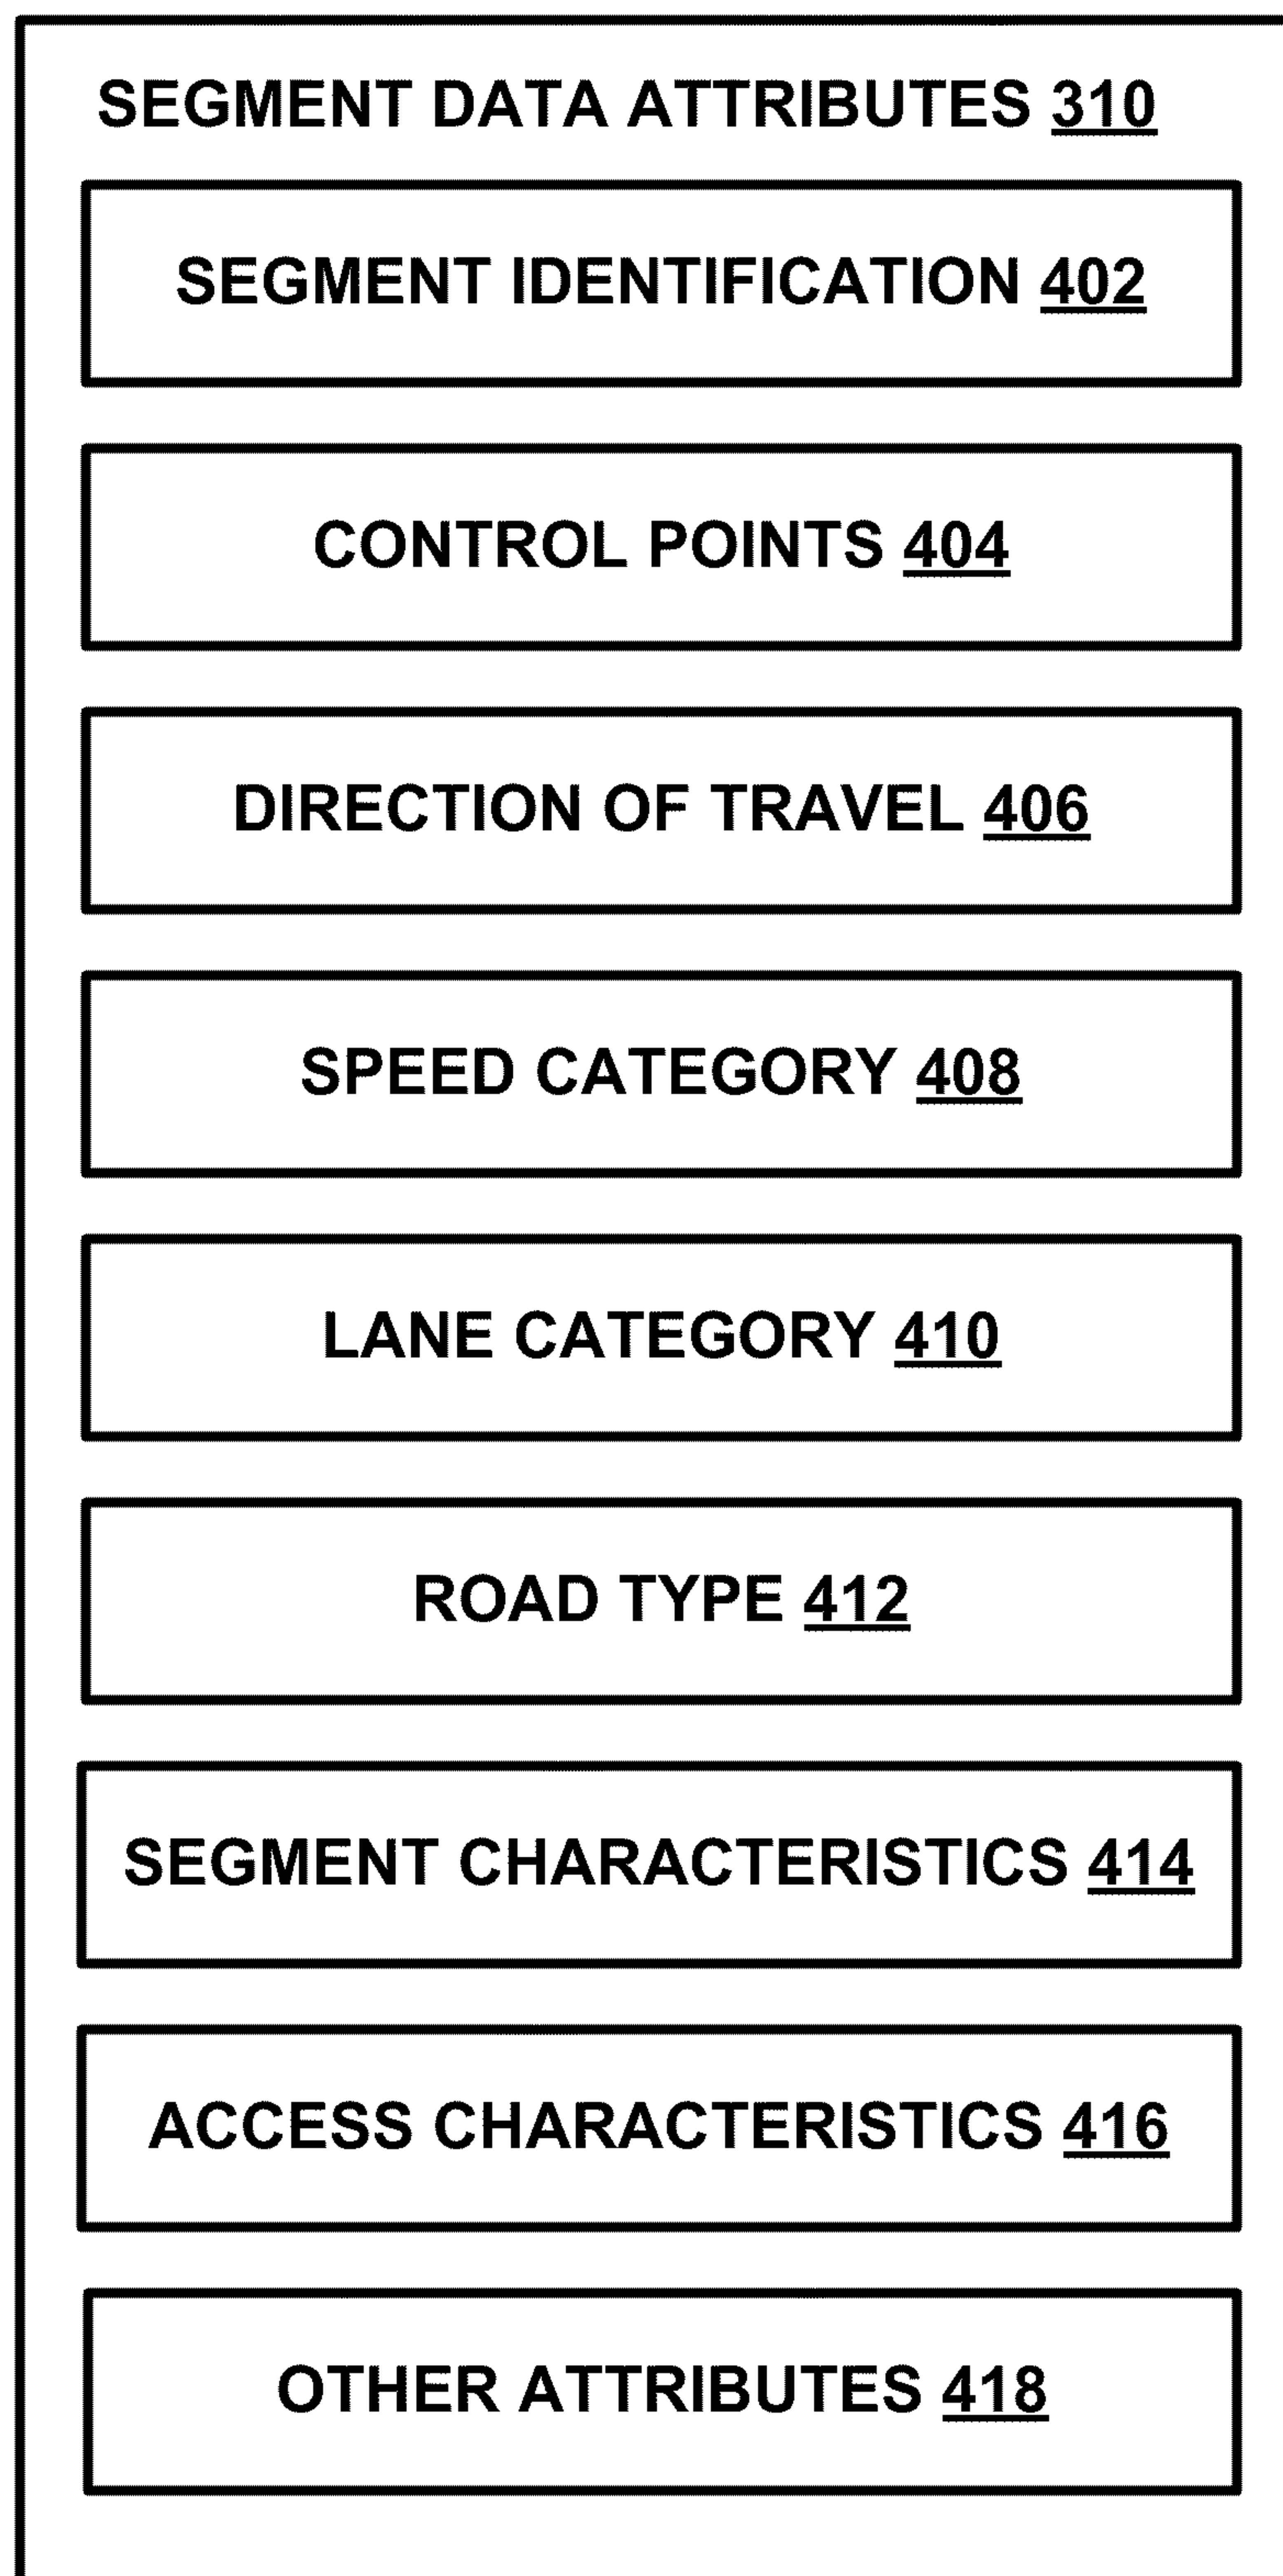 SEGMENT DATA ATTRIBUTES 310
SEGMENT IDENTIFICATION 402
CONTROL POINTS 404
DIRECTION OF TRAVEL 406
SPEED CATEGORY 408
LANE CATEGORY 410
ROAD TYPE 412
SEGMENT CHARACTERISTICS 414
ACCESS CHARACTERISTICS 416
OTHER ATTRIBUTES 418